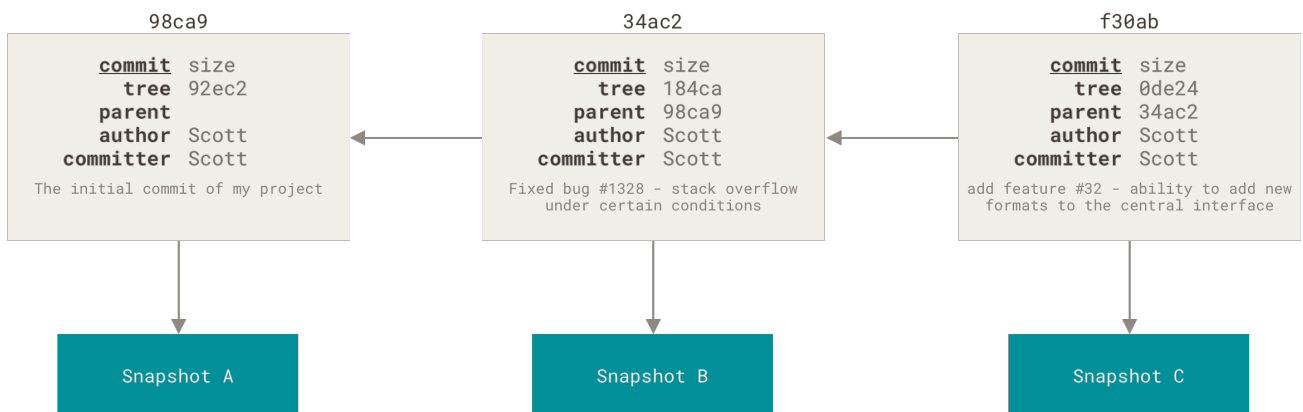 98ca9
commit size
tree 92ec2
parent
author Scott
committer Scott
The initial commit of my project
Snapshot A
34ac2
commit size
tree 184ca
parent 98ca9
author Scott
committer Scott
Fixed bug #1328 - stack overflow
under certain conditions
Snapshot B
f30ab
commit size
tree 0de24
parent 34ac2
author Scott
committer Scott
add feature #32 - ability to add new
formats to the central interface
Snapshot C